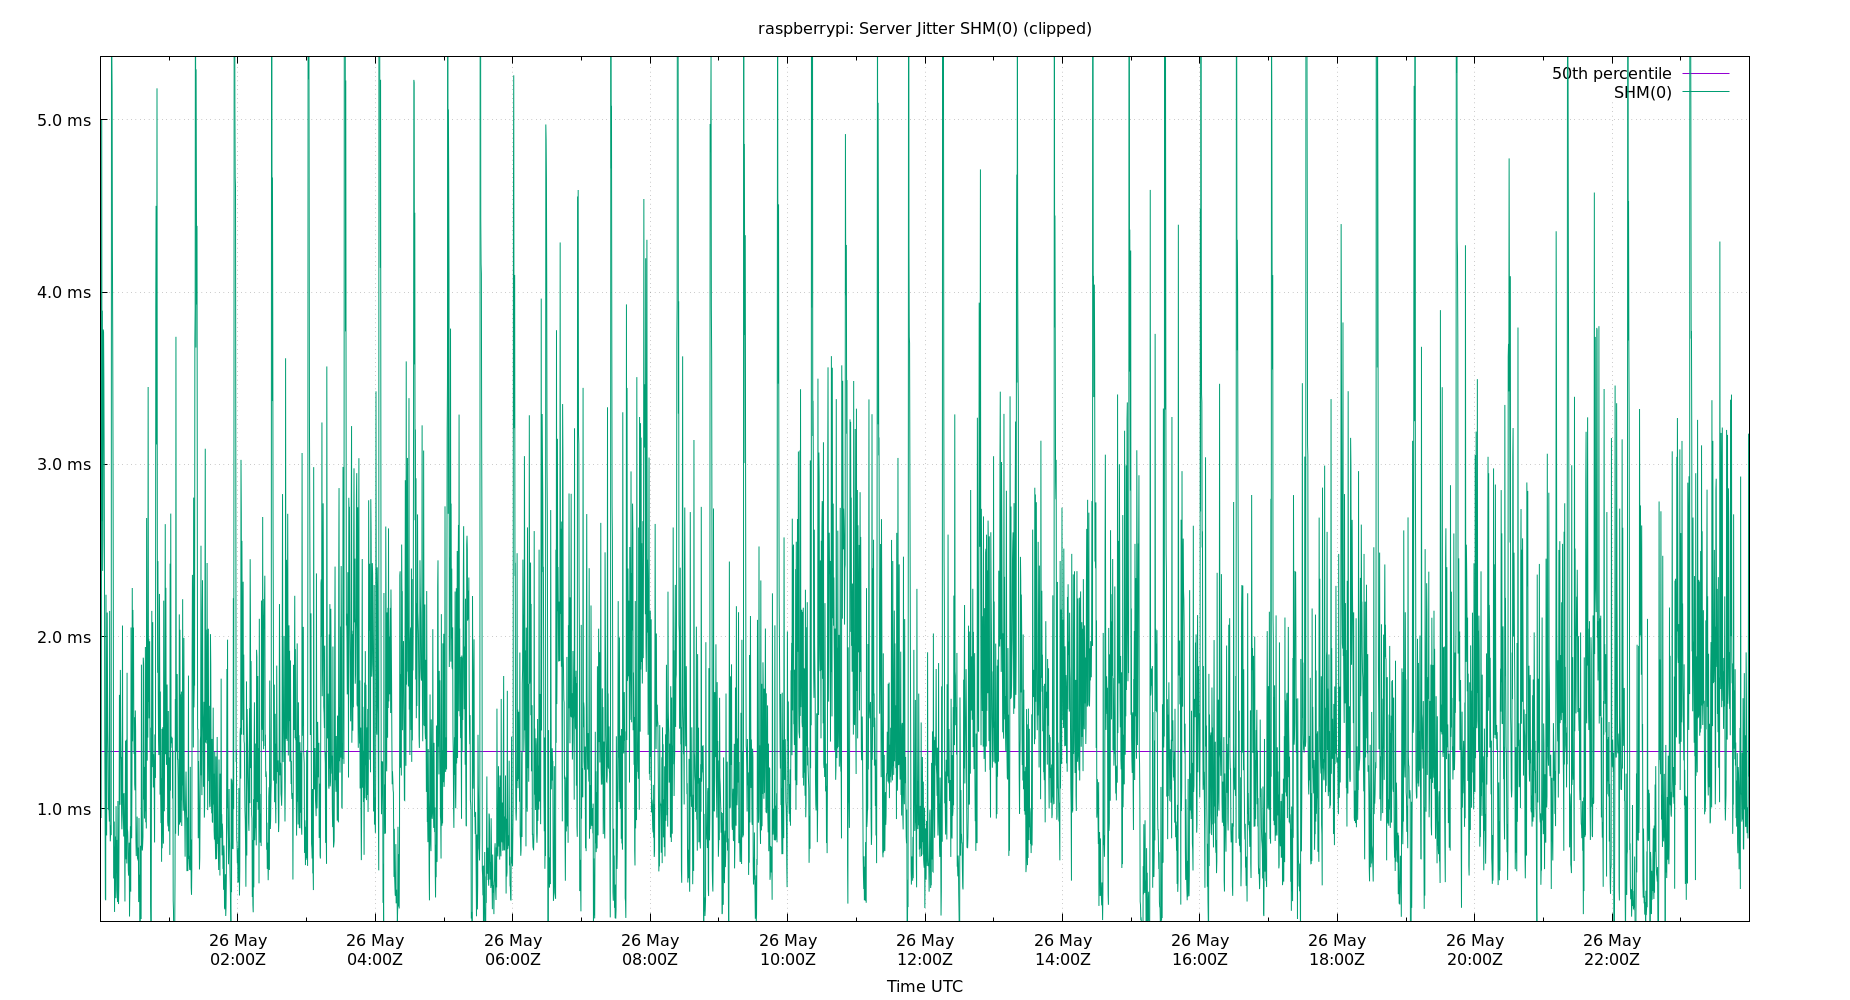 raspberrypi: Server Jitter SHM(0) (clipped)
50th percentile
SHM(0)
5.0 ms
4.0 ms
3.0 ms
2.0 ms
1.0 ms
26 May 26 May 26 May 26 May 26 May 26 May 26 May 26 May 26 May 26 May 26 May
02:00Z 04:00Z 06:00Z 08:00Z 10:00Z 12:00Z 14:00Z 16:00Z 18:00Z 20:00Z 22:00Z
Time UTC